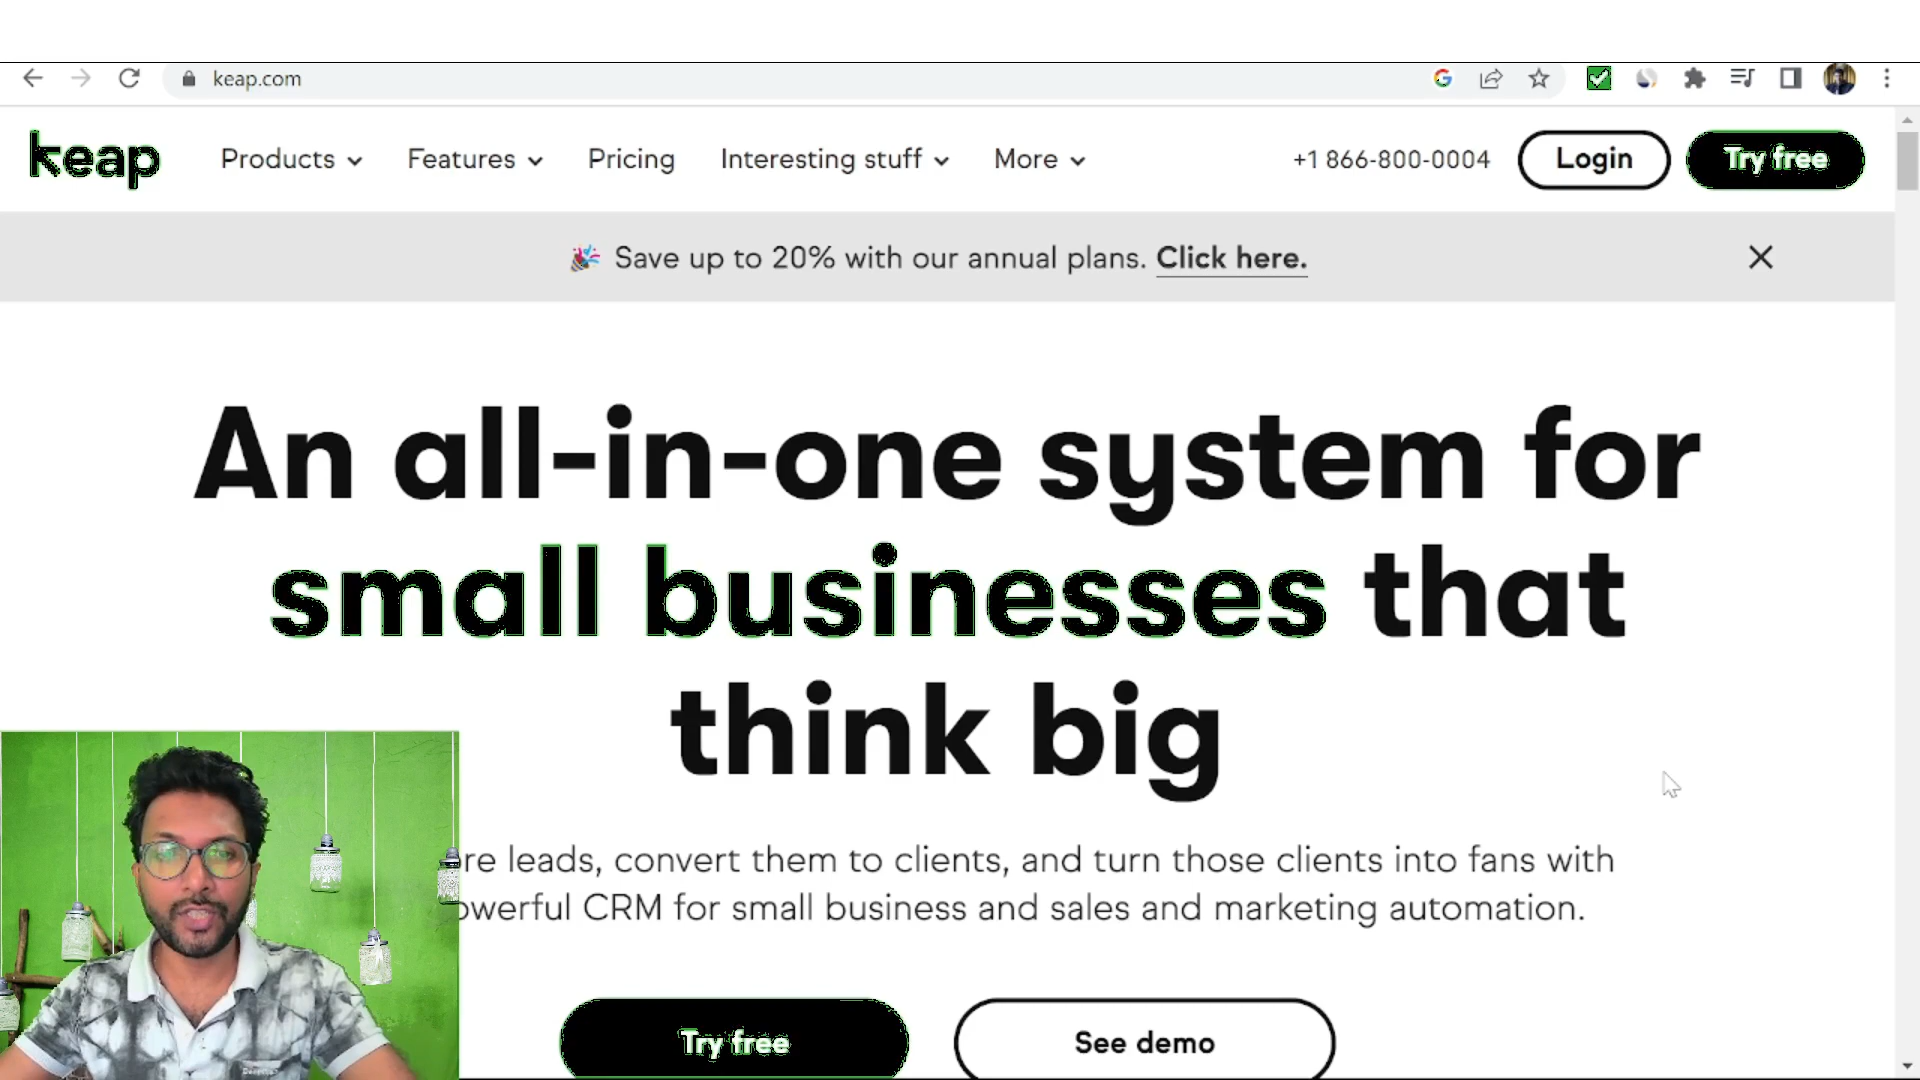 keap.com
keap Products Features Pricing Interesting stuff More +1 866-800-0004 Login Try free
Save up to 20% with our annual plans. Click here.
An all-in-one system for
small businesses that
think big
re leads, convert them to clients, and turn those clients into fans with
owerful CRM for small business and sales and marketing automation.
Try free See demo